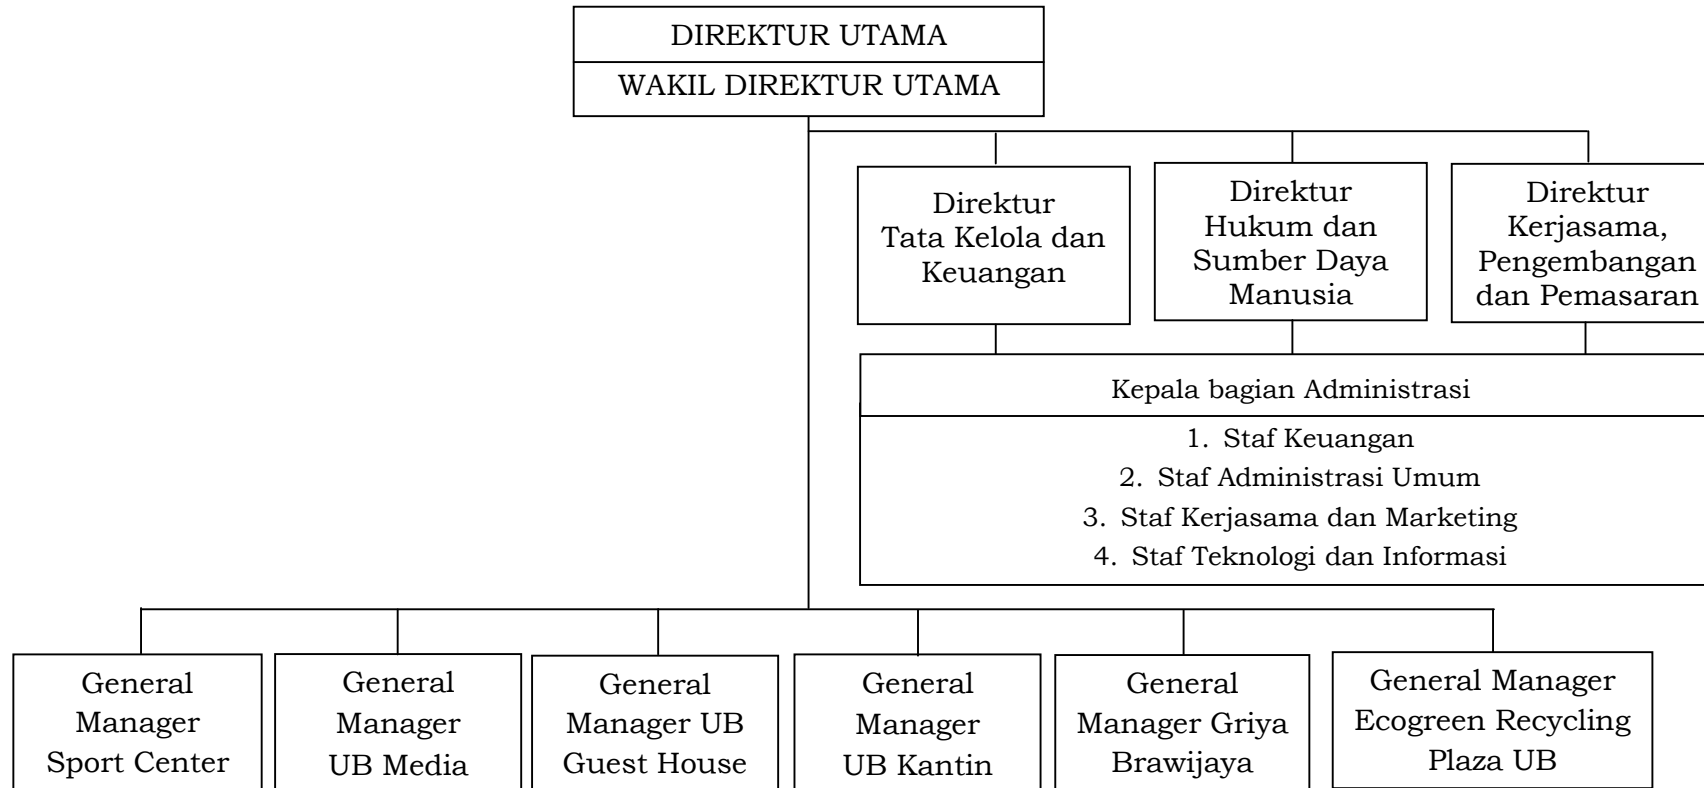 DIREKTUR UTAMA
WAKIL DIREKTUR UTAMA
Direktur
Tata Kelola dan
Keuangan
Direktur
Hukum dan
Sumber Daya
Manusia
Direktur
Kerjasama,
Pengembangan
dan Pemasaran
Kepala bagian Administrasi
1. Staf Keuangan
2. Staf Administrasi Umum
3. Staf Kerjasama dan Marketing
4. Staf Teknologi dan Informasi
General
Manager
Sport Center
General
Manager
UB Media
General
Manager UB
Guest House
General
Manager
UB Kantin
General
Manager Griya
Brawijaya
General Manager
Ecogreen Recycling
Plaza UB